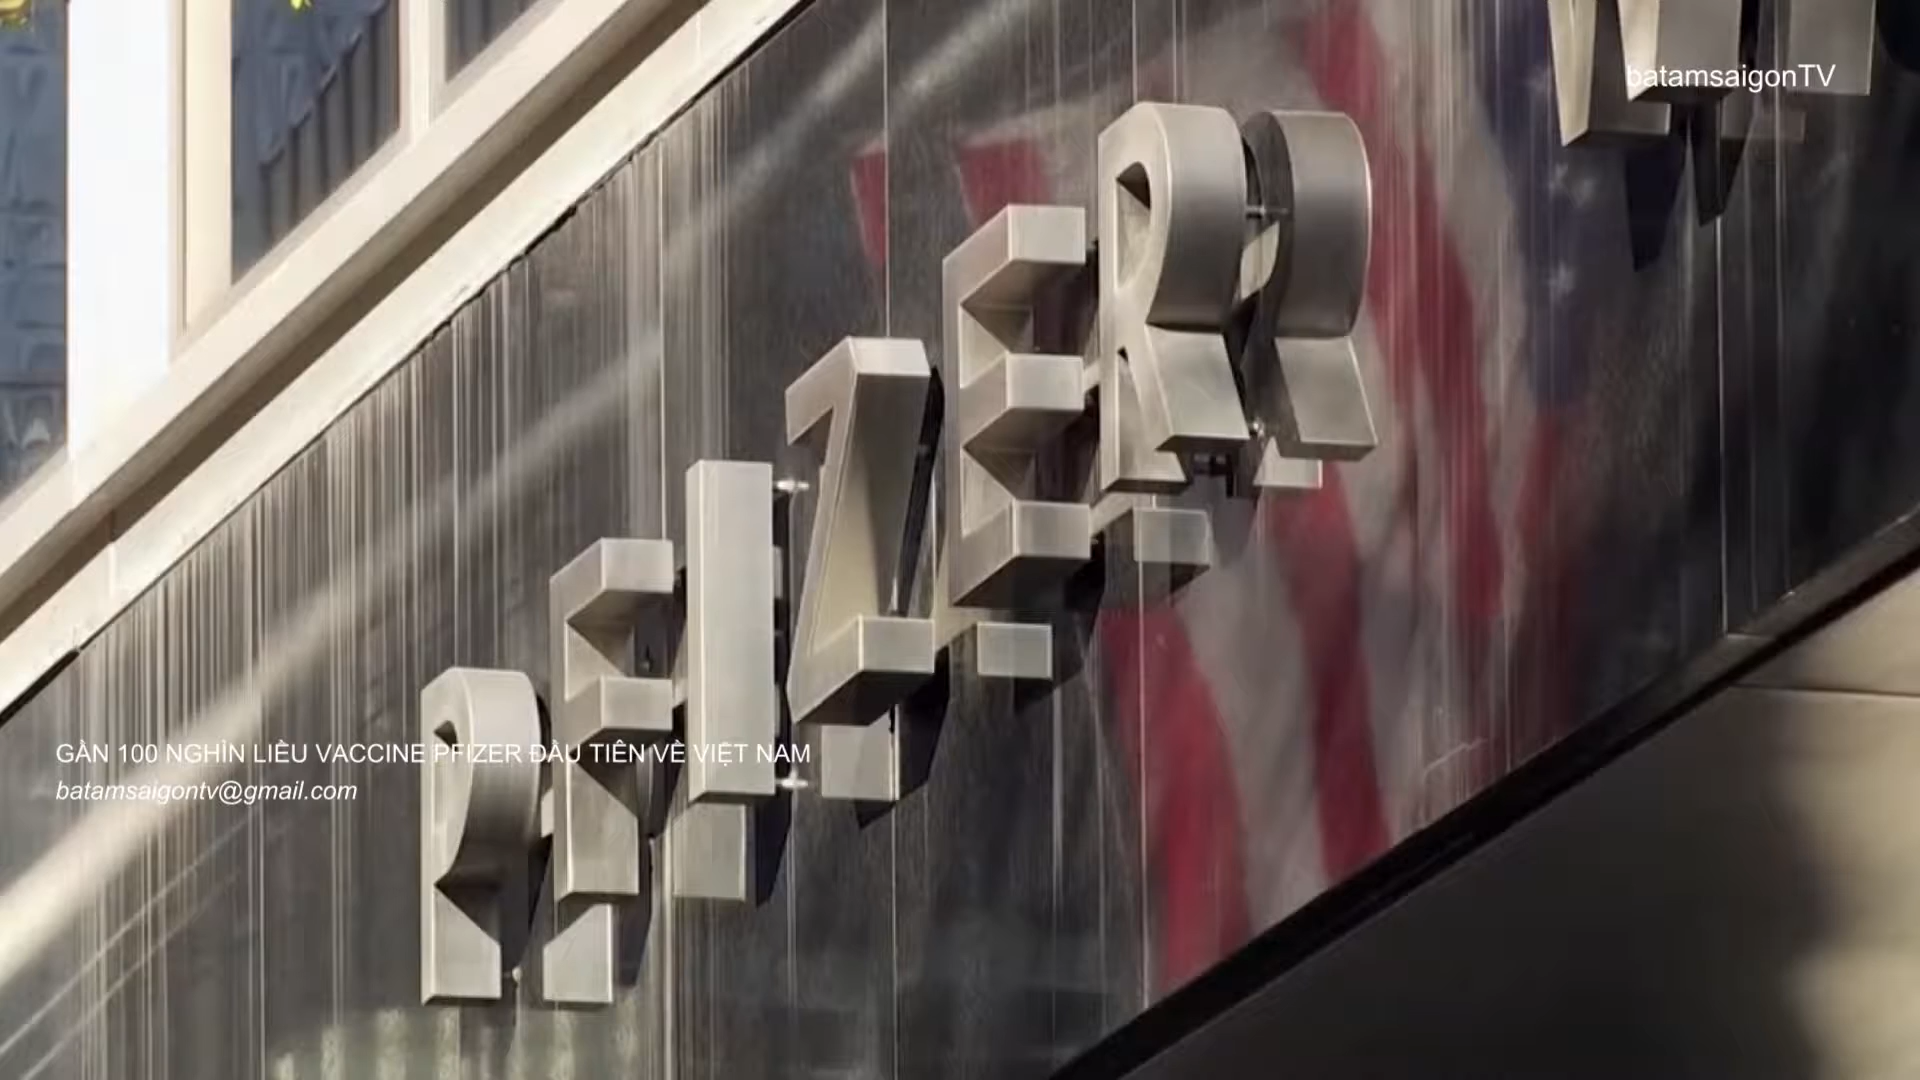 batamsaigonTV
PFIZER
W
GẦN 100 NGHÌN LIỀU VACCINE PFIZER ĐẦU TIÊN VỀ VIỆT NAM
batamsaigontv@gmail.com